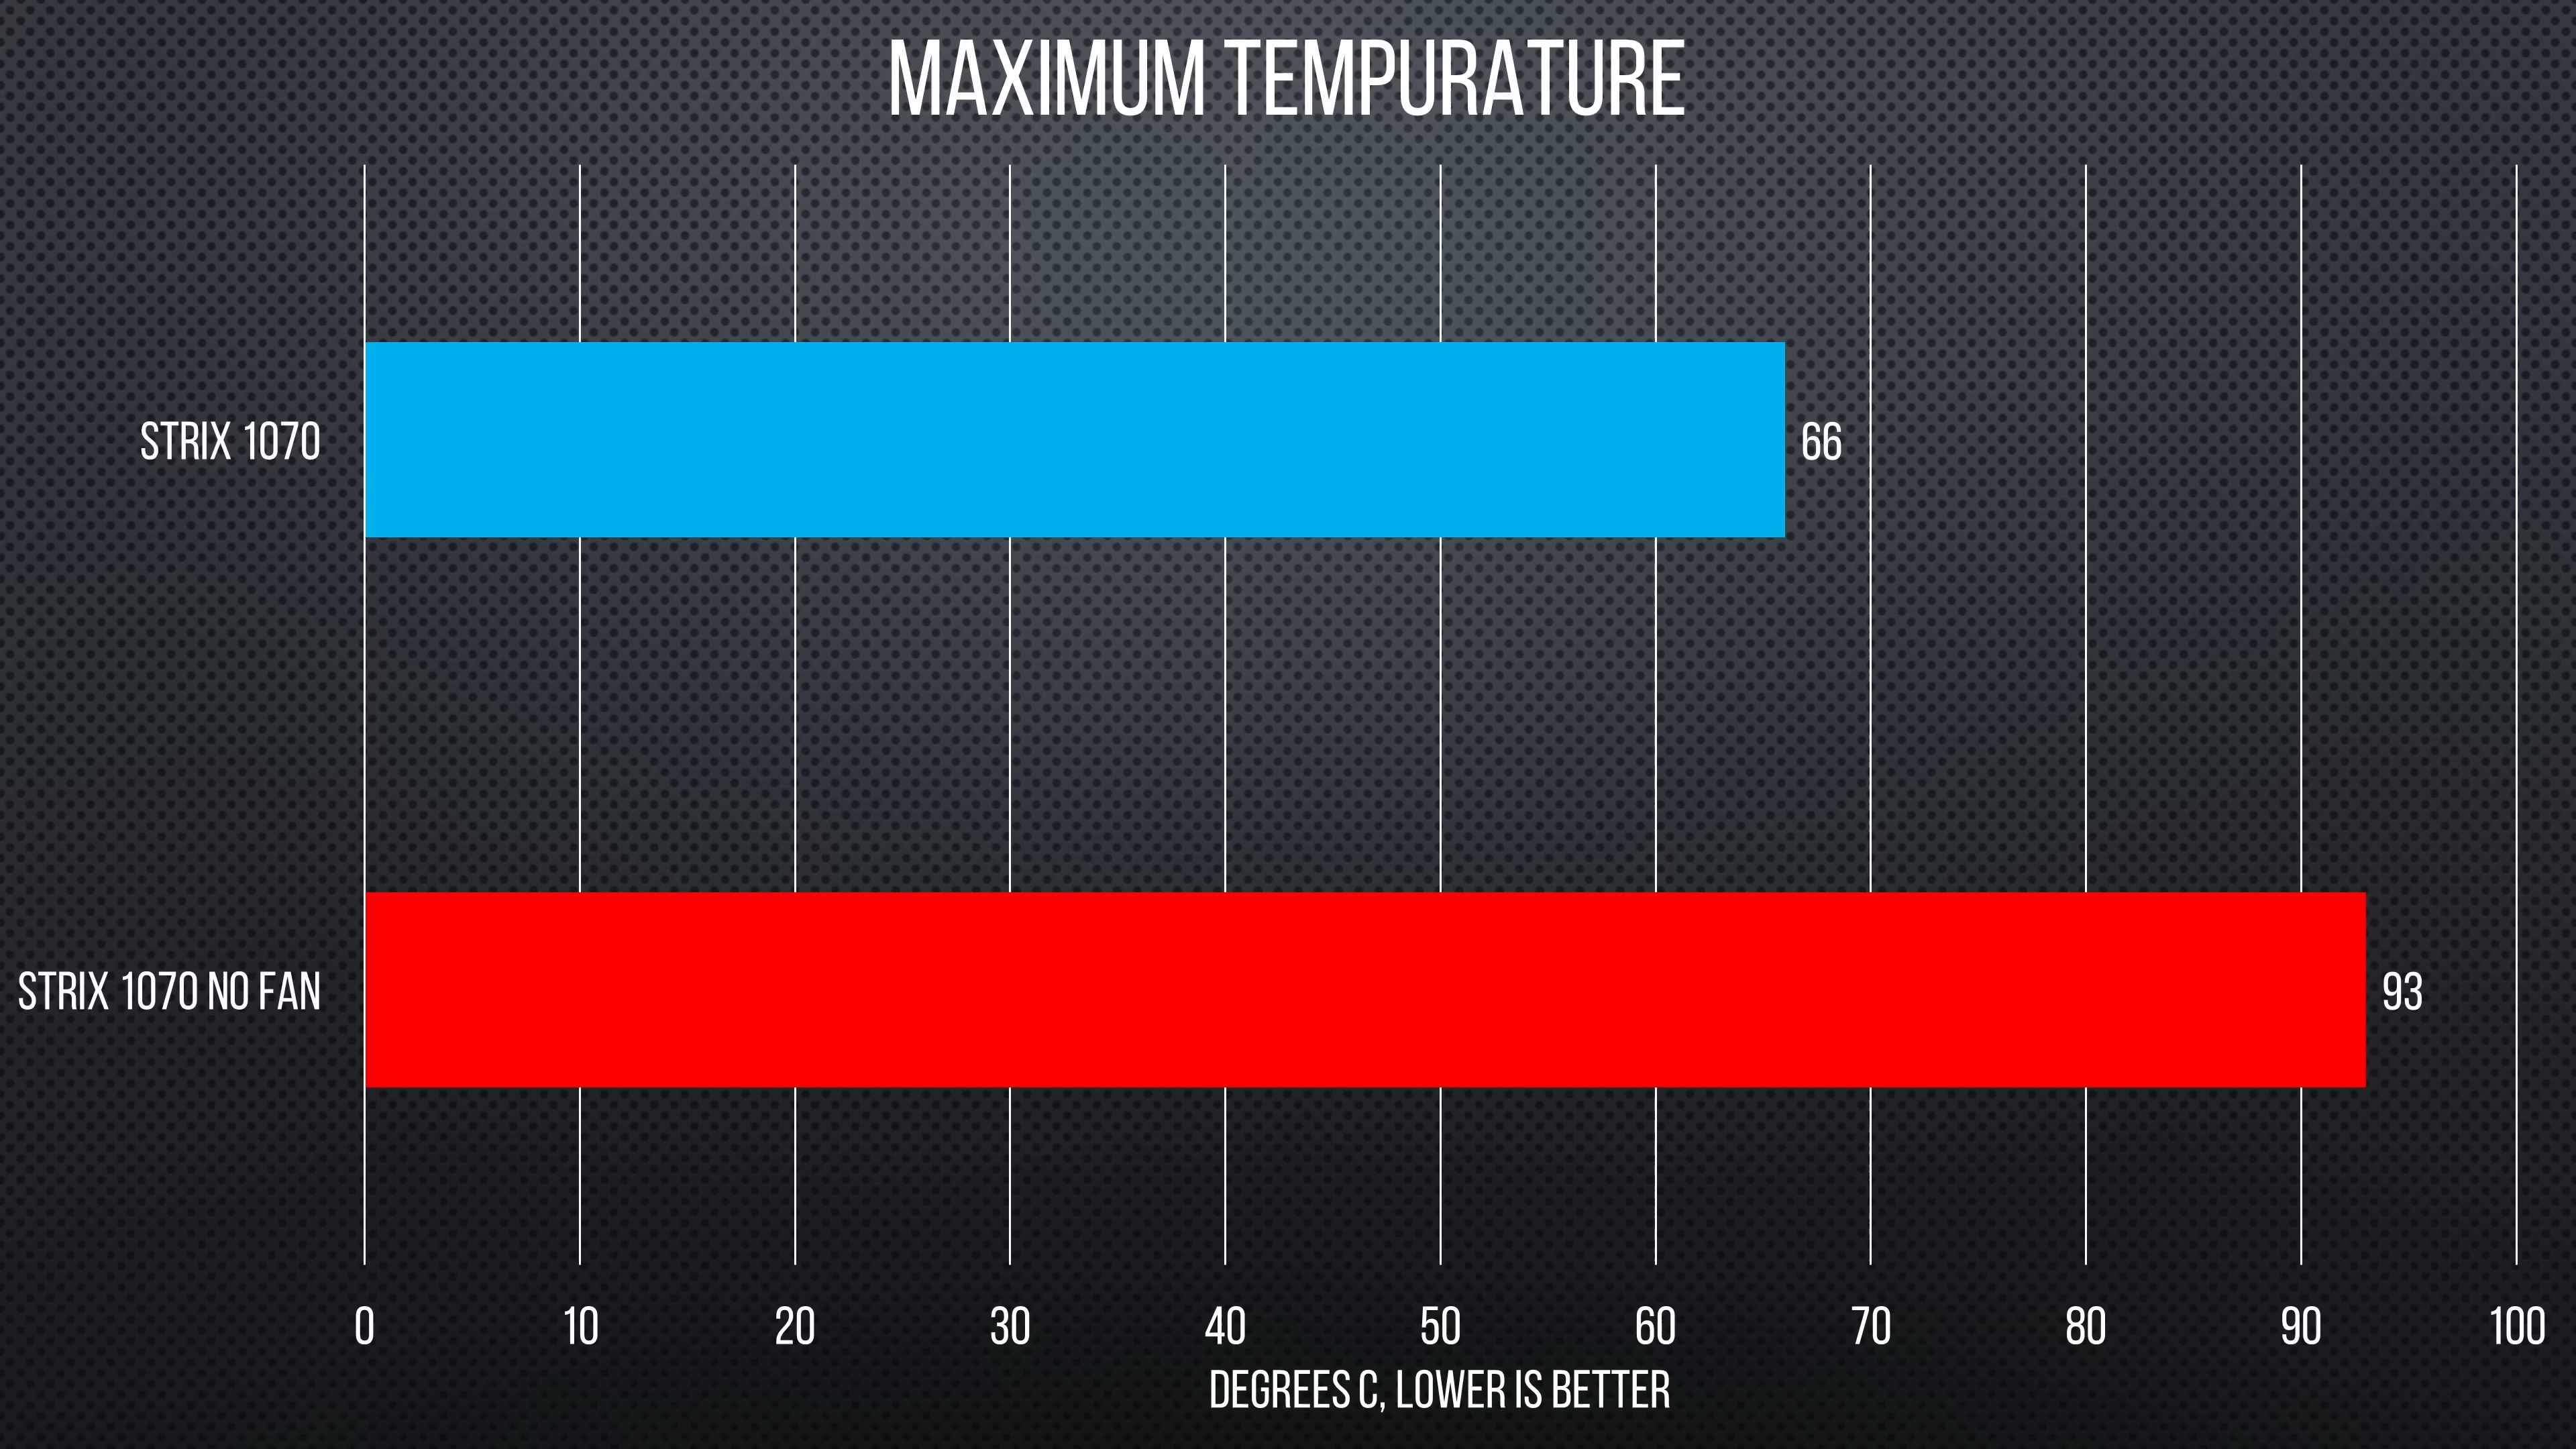 MAXIMUM TEMPURATURE
STRIX 1070
66
STRIX 1070 NO FAN
93
0 10 20 30 40 50 60 70 80 90 100
DEGREES C, LOWER IS BETTER